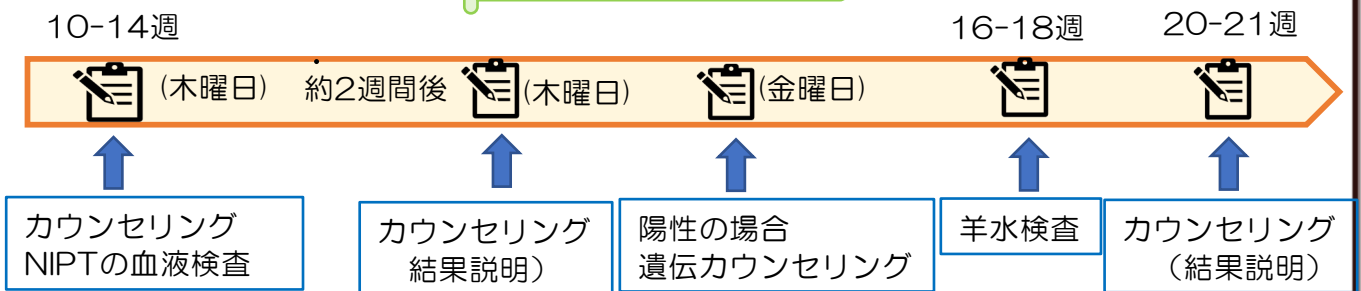 10-14週
16-18週
20-21週
(木曜日)
約2週間後
(木曜日)
(金曜日)
カウンセリング
NIPTの血液検査
カウンセリング
結果説明）
陽性の場合
遺伝カウンセリング
羊水検査
カウンセリング
（結果説明）